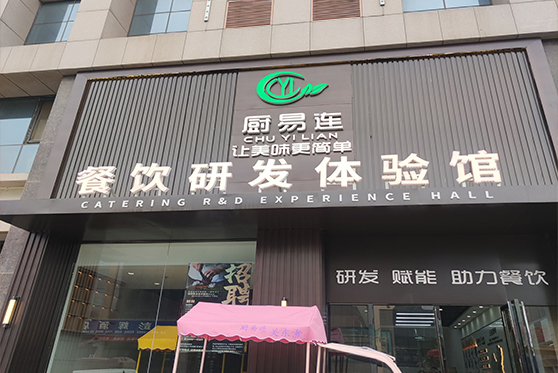 CYL
厨易连
CHU YI LIAN
让美味更简单
餐饮研发体验馆
CATERING R&D EXPERIENCE HALL
研发 赋能 助力餐饮
招聘